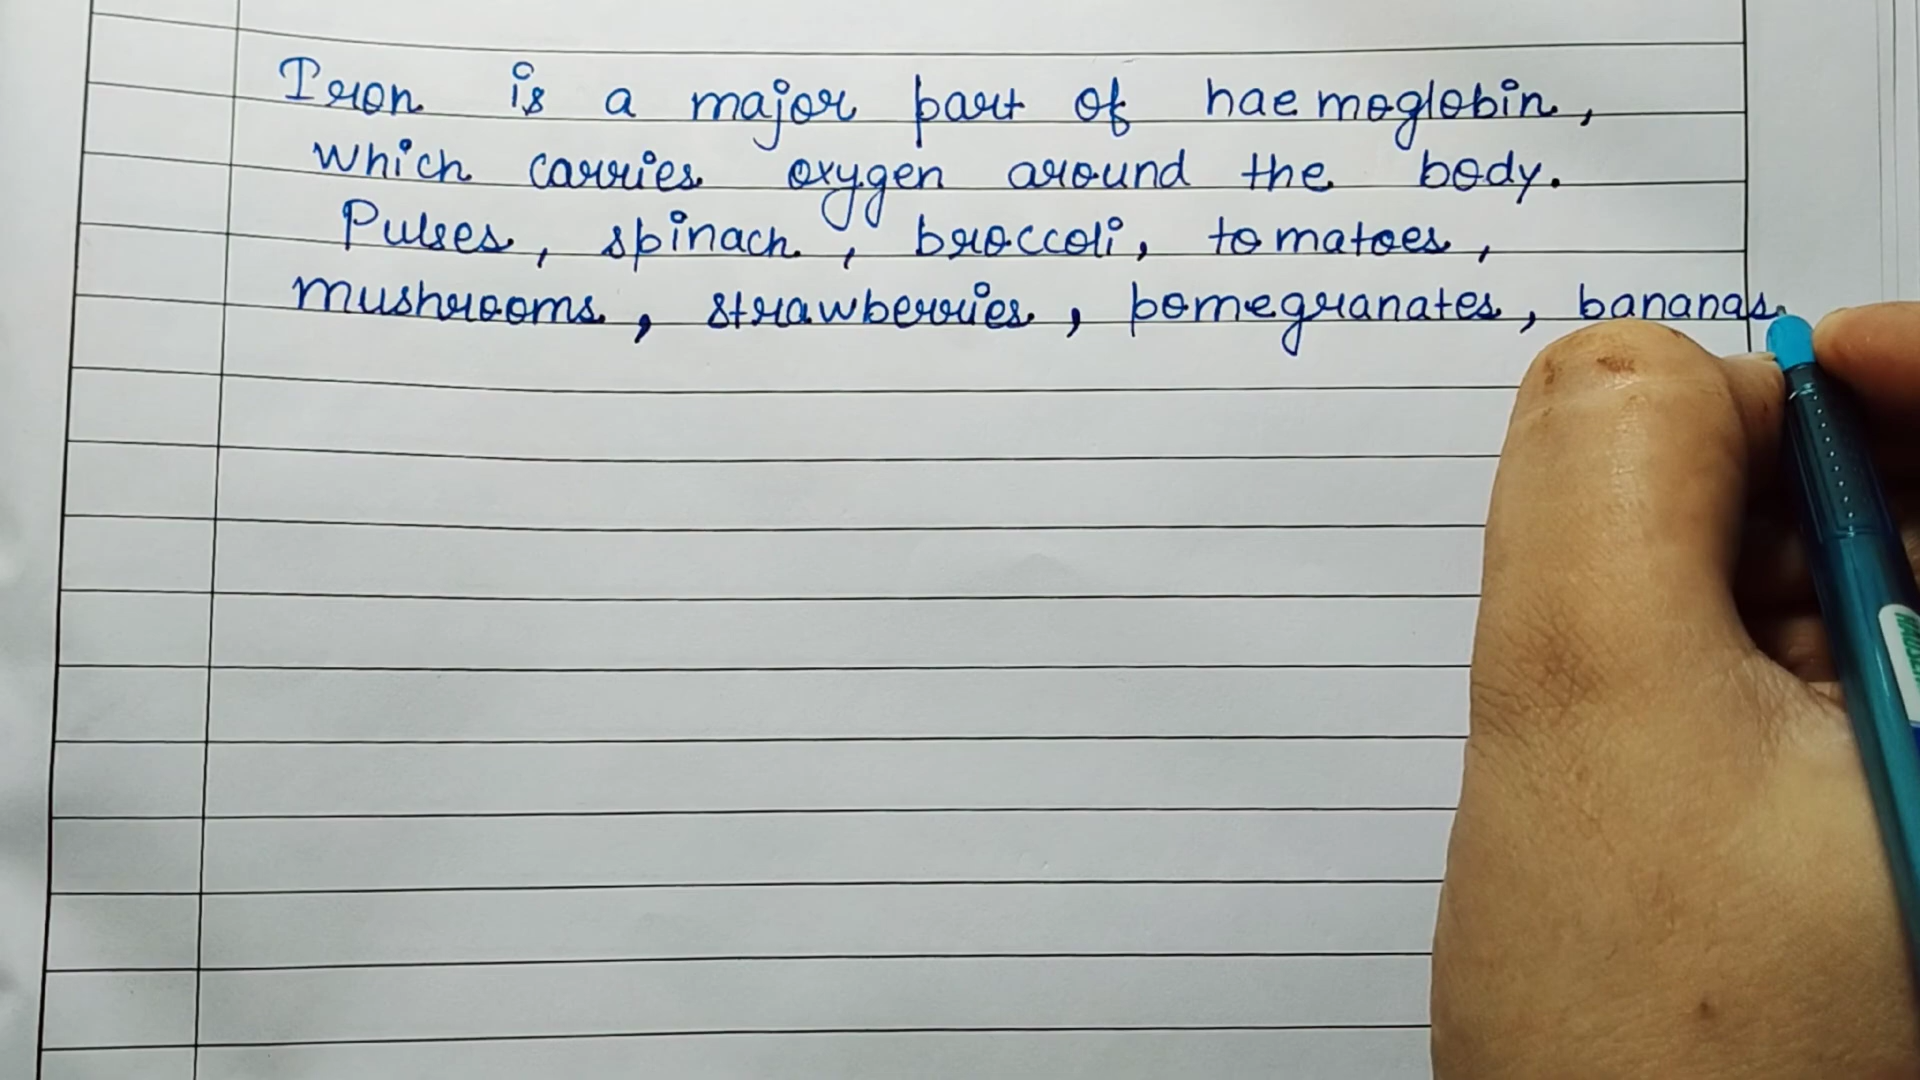 Iron is a major part of haemoglobin,
which carries oxygen around the body.
Pulses, spinach, broccoli, tomatoes,
mushrooms, strawberries, pomegranates, bananas